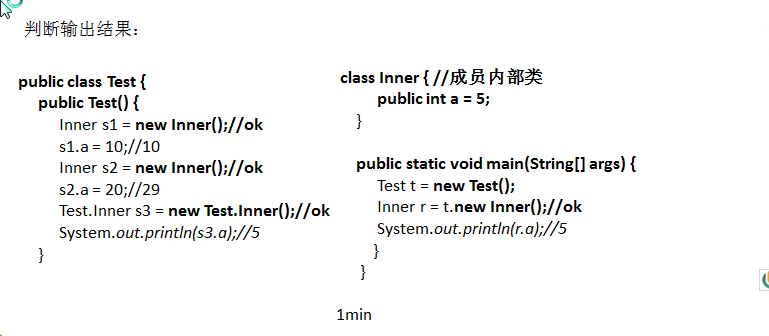 判断输出结果：
public class Test {
public Test() {
Inner s1 = new Inner();//ok
s1.a = 10;//10
Inner s2 = new Inner();//ok
s2.a = 20;//29
Test.Inner s3 = new Test.Inner();//ok
System.out.println(s3.a);//5
}
class Inner { //成员内部类
public int a = 5;
}
public static void main(String[] args) {
Test t = new Test();
Inner r = t.new Inner();//ok
System.out.println(r.a);//5
}
}
1min